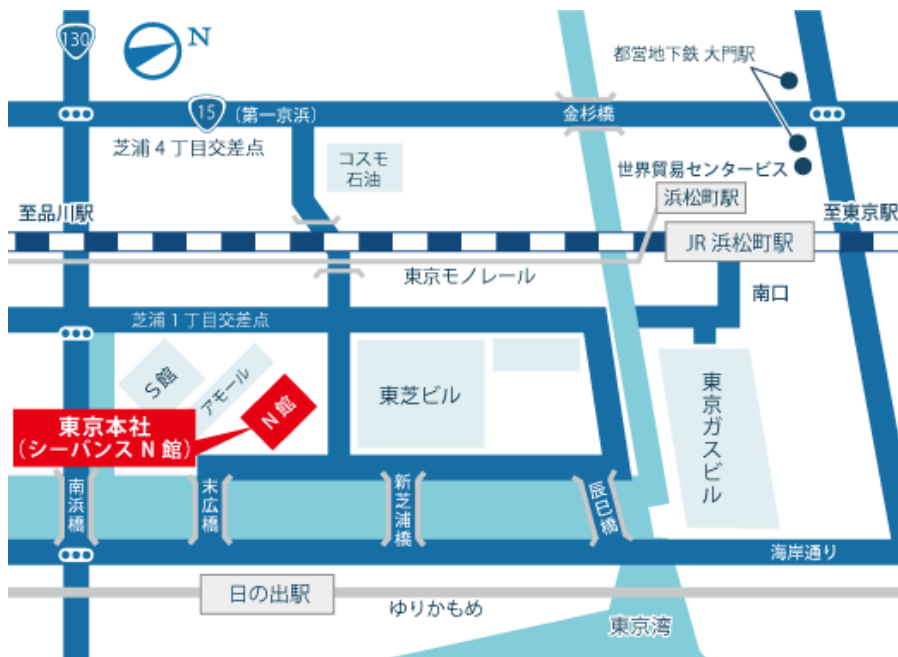 130
N
都営地下鉄 大門駅
15
(第一京浜)
金杉橋
芝浦4丁目交差点
コスモ
石油
世界貿易センタービス
浜松町駅
至品川駅
至東京駅
JR 浜松町駅
東京モノレール
南口
芝浦1丁目交差点
S館
アモール
N館
東芝ビル
東京ガスビル
東京本社
(シーバンス N 館)
南浜橋
末広橋
新芝浦橋
辰巳橋
海岸通り
日の出駅
ゆりかもめ
東京湾